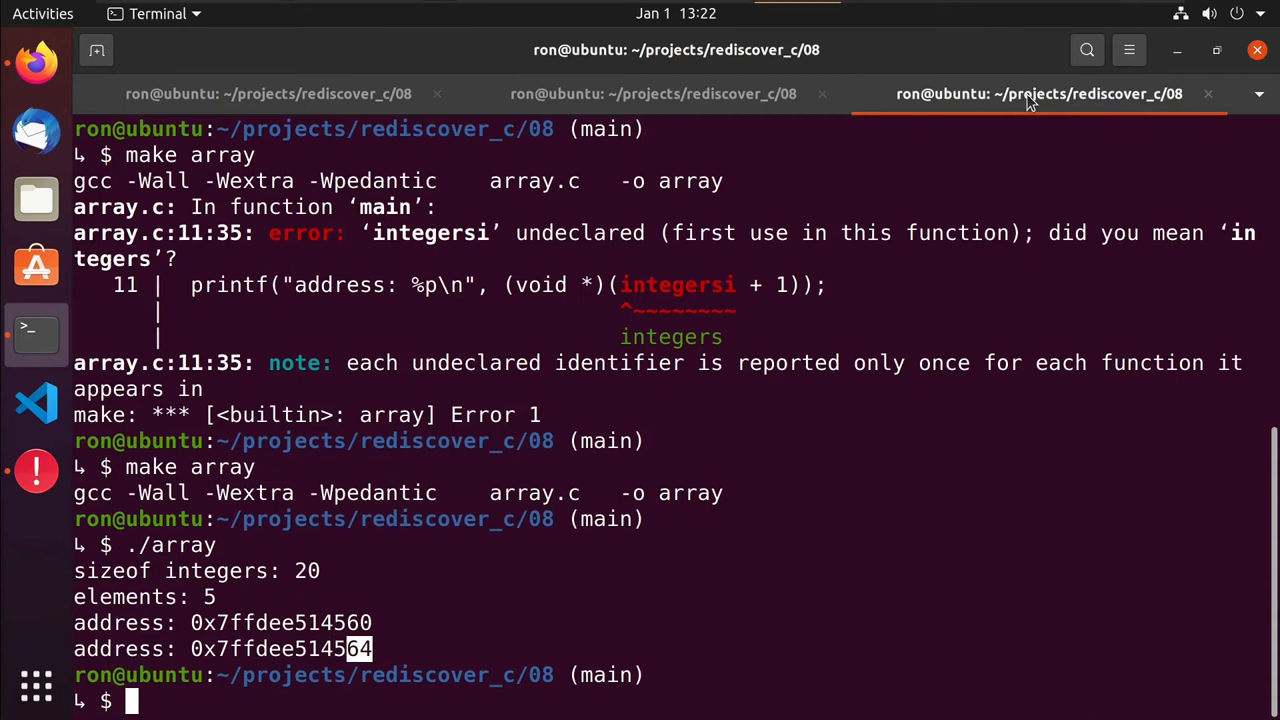 Activities
Terminal
Jan 1 13:22
ron@ubuntu: ~/projects/rediscover_c/08
ron@ubuntu: ~/projects/rediscover_c/08
ron@ubuntu: ~/projects/rediscover_c/08
ron@ubuntu: ~/projects/rediscover_c/08
ron@ubuntu:~/projects/rediscover_c/08 (main)
↳ $ make array
gcc -Wall -Wextra -Wpedantic    array.c   -o array
array.c: In function ‘main’:
array.c:11:35: error: ‘integersi’ undeclared (first use in this function); did you mean ‘in
tegers’?
   11 |  printf("address: %p\n", (void *)(integersi + 1));
      |                                   ^~~~~~~~~
      |                                   integers
array.c:11:35: note: each undeclared identifier is reported only once for each function it
appears in
make: *** [<builtin>: array] Error 1
ron@ubuntu:~/projects/rediscover_c/08 (main)
↳ $ make array
gcc -Wall -Wextra -Wpedantic    array.c   -o array
ron@ubuntu:~/projects/rediscover_c/08 (main)
↳ $ ./array
sizeof integers: 20
elements: 5
address: 0x7ffdee514560
address: 0x7ffdee514564
ron@ubuntu:~/projects/rediscover_c/08 (main)
↳ $